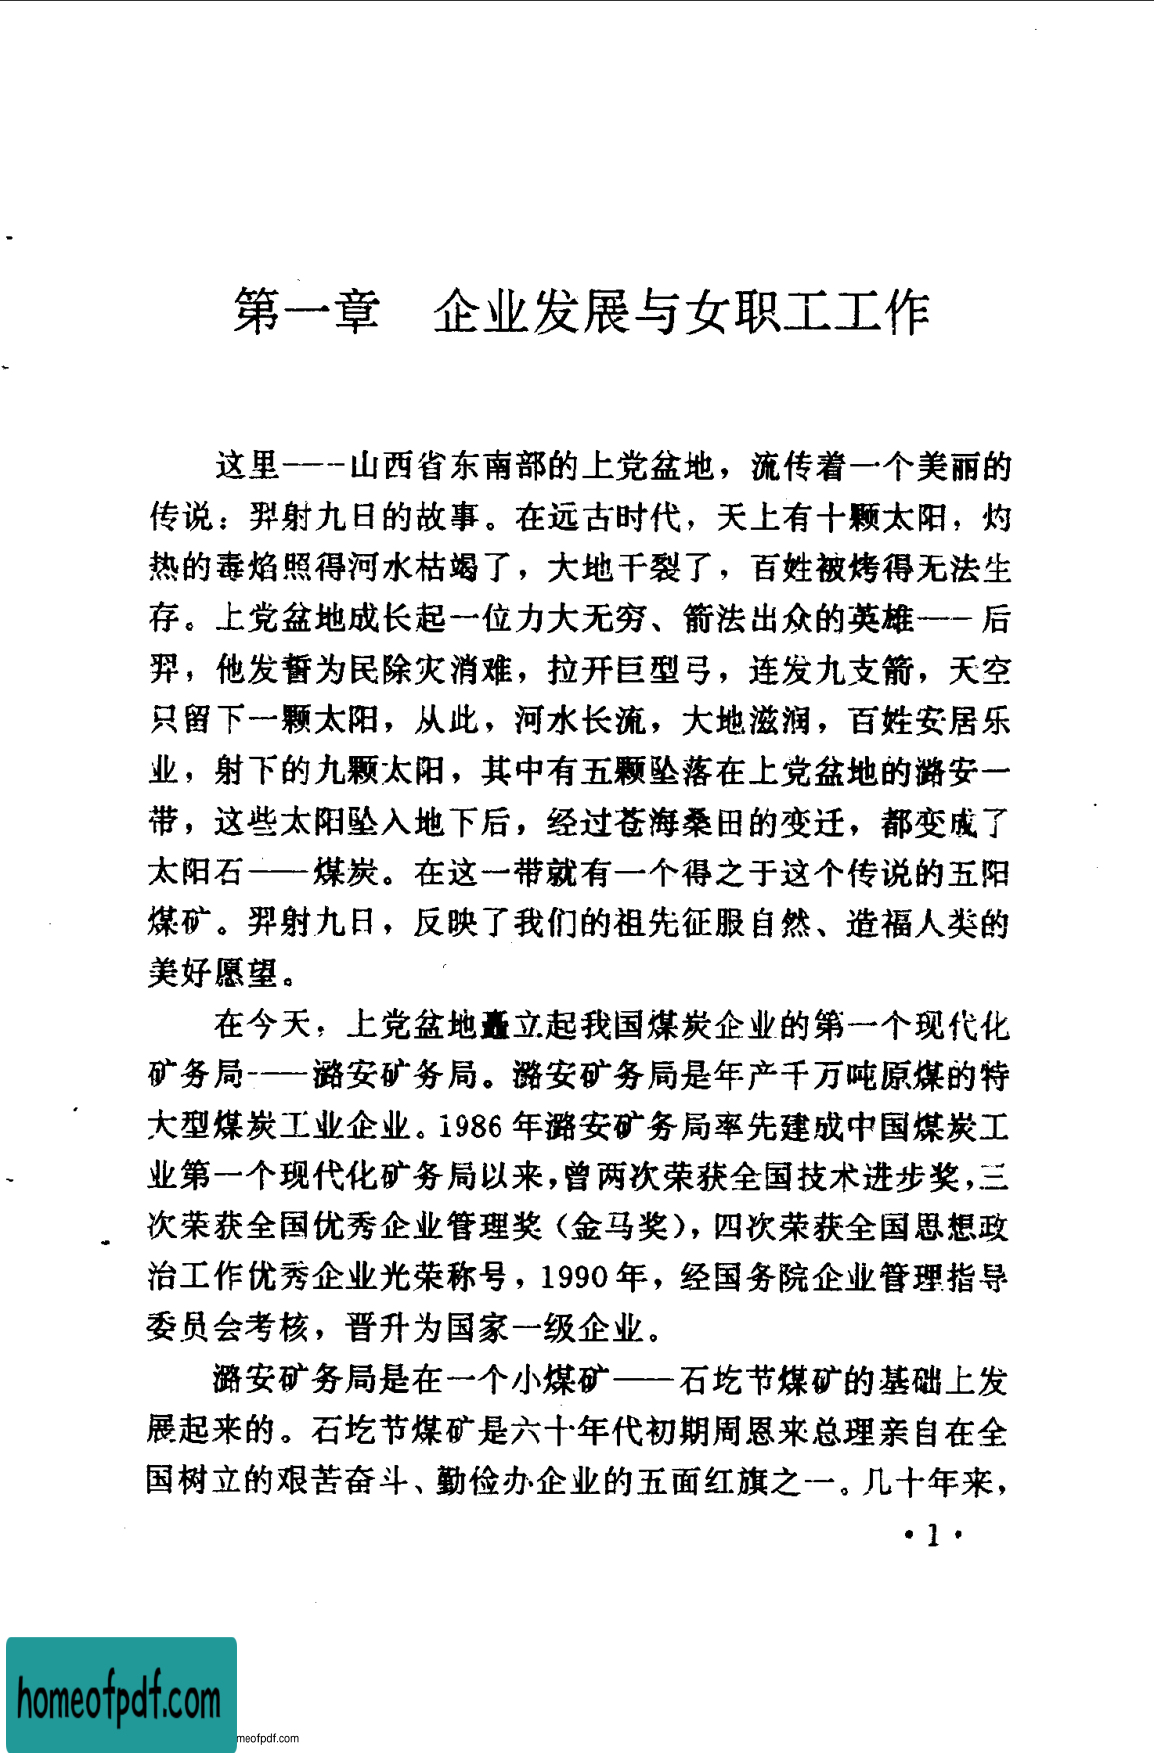 第一章　企业发展与女职工工作
这里——山西省东南部的上党盆地，流传着一个美丽的
传说：羿射九日的故事。在远古时代，天上有十颗太阳，灼
热的毒焰照得河水枯竭了，大地干裂了，百姓被烤得无法生
存。上党盆地成长起一位力大无穷、箭法出众的英雄——后
羿，他发誓为民除灾消难，拉开巨型弓，连发九支箭，天空
只留下一颗太阳，从此，河水长流，大地滋润，百姓安居乐
业，射下的九颗太阳，其中有五颗坠落在上党盆地的潞安一
带，这些太阳坠入地下后，经过苍海桑田的变迁，都变成了
太阳石——煤炭。在这一带就有一个得之于这个传说的五阳
煤矿。羿射九日，反映了我们的祖先征服自然、造福人类的
美好愿望。
在今天，上党盆地矗立起我国煤炭企业的第一个现代化
矿务局——潞安矿务局。潞安矿务局是年产千万吨原煤的特
大型煤炭工业企业。1986年潞安矿务局率先建成中国煤炭工
业第一个现代化矿务局以来，曾两次荣获全国技术进步奖，三
次荣获全国优秀企业管理奖（金马奖），四次荣获全国思想政
治工作优秀企业光荣称号，1990年，经国务院企业管理指导
委员会考核，晋升为国家一级企业。
潞安矿务局是在一个小煤矿——石圪节煤矿的基础上发
展起来的。石圪节煤矿是六十年代初期周恩来总理亲自在全
国树立的艰苦奋斗、勤俭办企业的五面红旗之一。几十年来，
·1·
homeofpdf.com
meofpdf.com